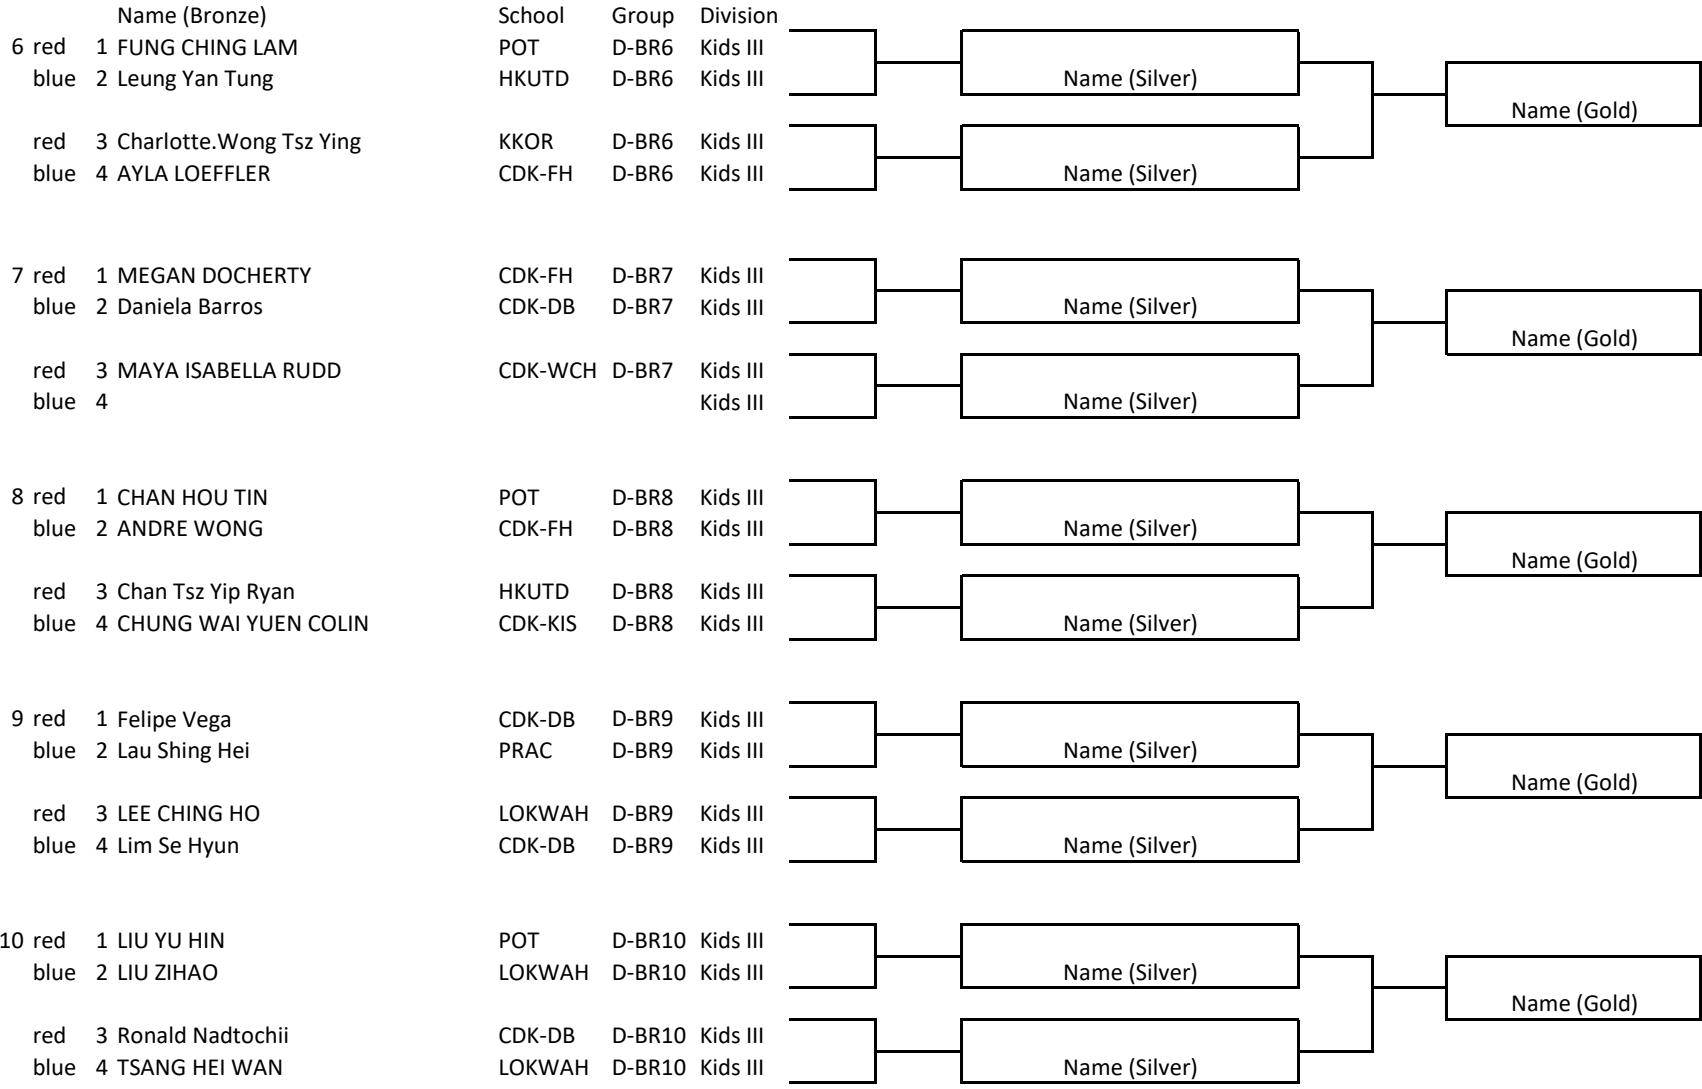 Name (Bronze) School Group Division
6 red 1 FUNG CHING LAM POT D-BR6 Kids III
blue 2 Leung Yan Tung HKUTD D-BR6 Kids III Name (Silver)
Name (Gold)
red 3 Charlotte.Wong Tsz Ying KKOR D-BR6 Kids III
blue 4 AYLA LOEFFLER CDK-FH D-BR6 Kids III Name (Silver)
7 red 1 MEGAN DOCHERTY CDK-FH D-BR7 Kids III
blue 2 Daniela Barros CDK-DB D-BR7 Kids III Name (Silver)
Name (Gold)
red 3 MAYA ISABELLA RUDD CDK-WCH D-BR7 Kids III
blue 4 Kids III Name (Silver)
8 red 1 CHAN HOU TIN POT D-BR8 Kids III
blue 2 ANDRE WONG CDK-FH D-BR8 Kids III Name (Silver)
Name (Gold)
red 3 Chan Tsz Yip Ryan HKUTD D-BR8 Kids III
blue 4 CHUNG WAI YUEN COLIN CDK-KIS D-BR8 Kids III Name (Silver)
9 red 1 Felipe Vega CDK-DB D-BR9 Kids III
blue 2 Lau Shing Hei PRAC D-BR9 Kids III Name (Silver)
Name (Gold)
red 3 LEE CHING HO LOKWAH D-BR9 Kids III
blue 4 Lim Se Hyun CDK-DB D-BR9 Kids III Name (Silver)
10 red 1 LIU YU HIN POT D-BR10 Kids III
blue 2 LIU ZIHAO LOKWAH D-BR10 Kids III Name (Silver)
Name (Gold)
red 3 Ronald Nadtochii CDK-DB D-BR10 Kids III
blue 4 TSANG HEI WAN LOKWAH D-BR10 Kids III Name (Silver)